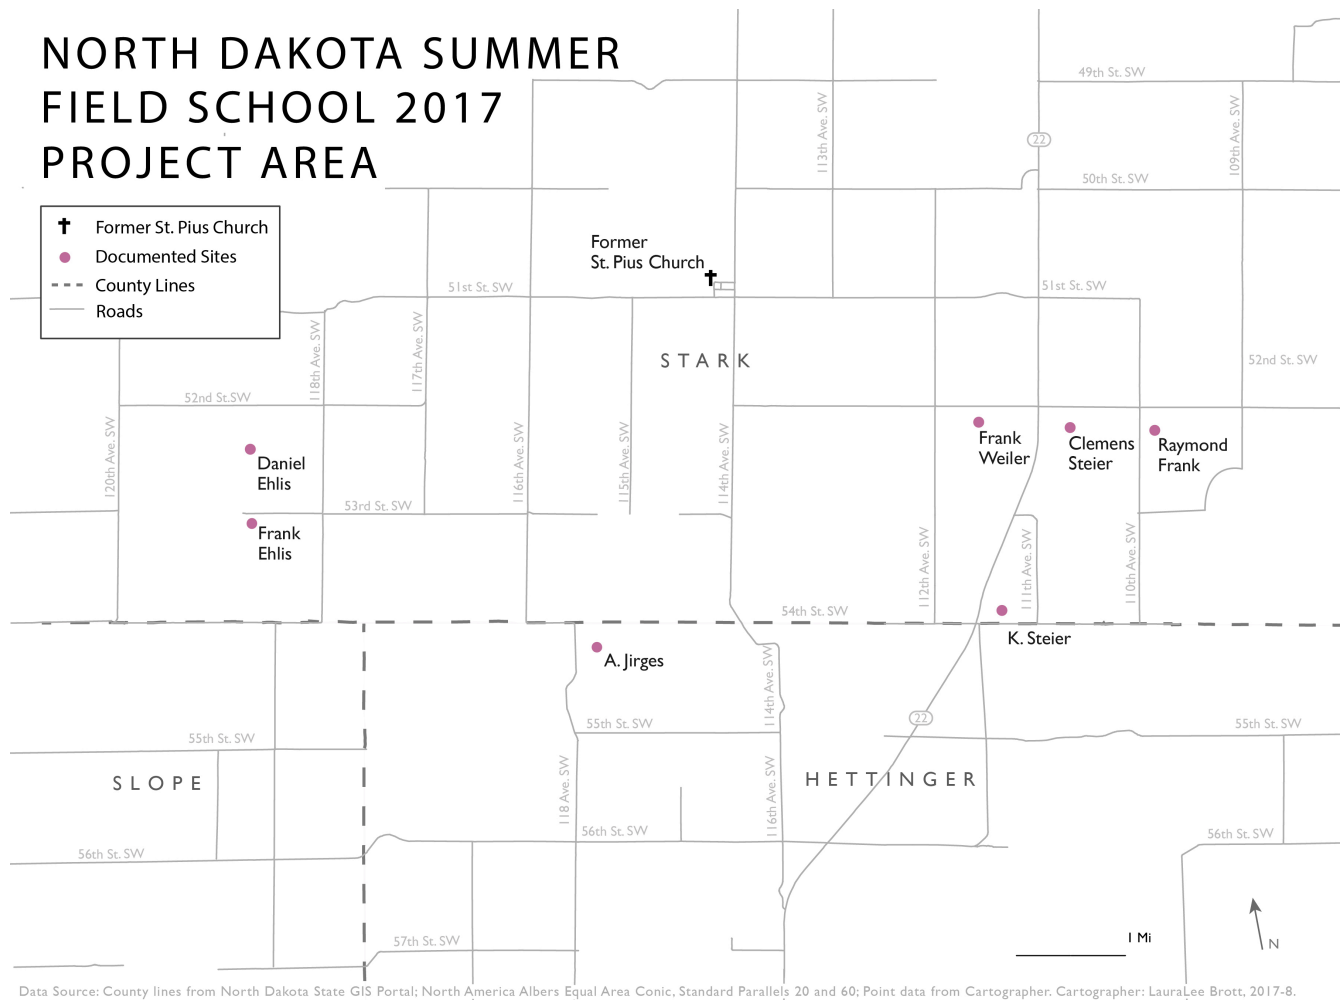 NORTH DAKOTA SUMMER
FIELD SCHOOL 2017
PROJECT AREA
Former St. Pius Church
Documented Sites
County Lines
Roads
49th St. SW
113th Ave. SW
22
109th Ave. SW
50th St. SW
Former
St. Pius Church
51st St. SW
51st St. SW
118th Ave. SW
117th Ave. SW
STARK
52nd St. SW
52nd St.SW
120th Ave. SW
116th Ave. SW
115th Ave. SW
114th Ave. SW
Frank
Weiler
Clemens
Steier
Raymond
Frank
Daniel
Ehlis
53rd St. SW
Frank
Ehlis
112th Ave. SW
111th Ave. SW
110th Ave. SW
54th St. SW
K. Steier
A. Jirges
114th Ave. SW
22
55th St. SW
55th St. SW
55th St. SW
SLOPE
HETTINGER
118 Ave. SW
116th Ave. SW
56th St. SW
56th St. SW
56th St. SW
57th St. SW
1 Mi
N
Data Source: County lines from North Dakota State GIS Portal; North America Albers Equal Area Conic, Standard Parallels 20 and 60; Point data from Cartographer. Cartographer: LauraLee Brott, 2017-8.